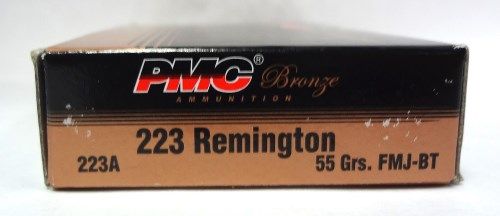 PMC® Bronze
AMMUNITION
223 Remington
223A 55 Grs. FMJ-BT